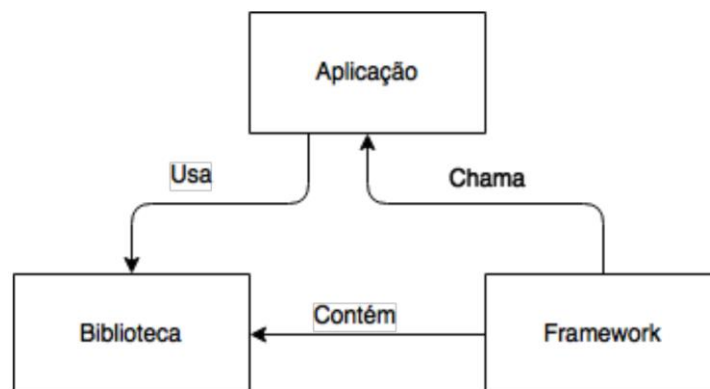 Aplicação
Usa
Chama
Biblioteca
Contém
Framework